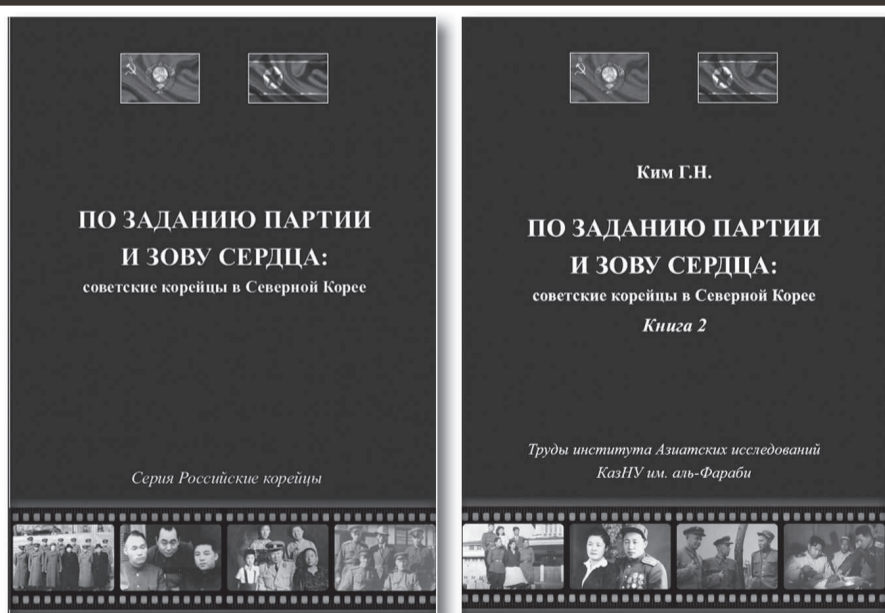 ПО ЗАДАНИЮ ПАРТИИ
И ЗОВУ СЕРДЦА:
советские корейцы в Северной Корее
Серия Российские корейцы
Ким Г.Н.
ПО ЗАДАНИЮ ПАРТИИ
И ЗОВУ СЕРДЦА:
советские корейцы в Северной Корее
Книга 2
Труды института Азиатских исследований
КазНУ им. аль-Фараби